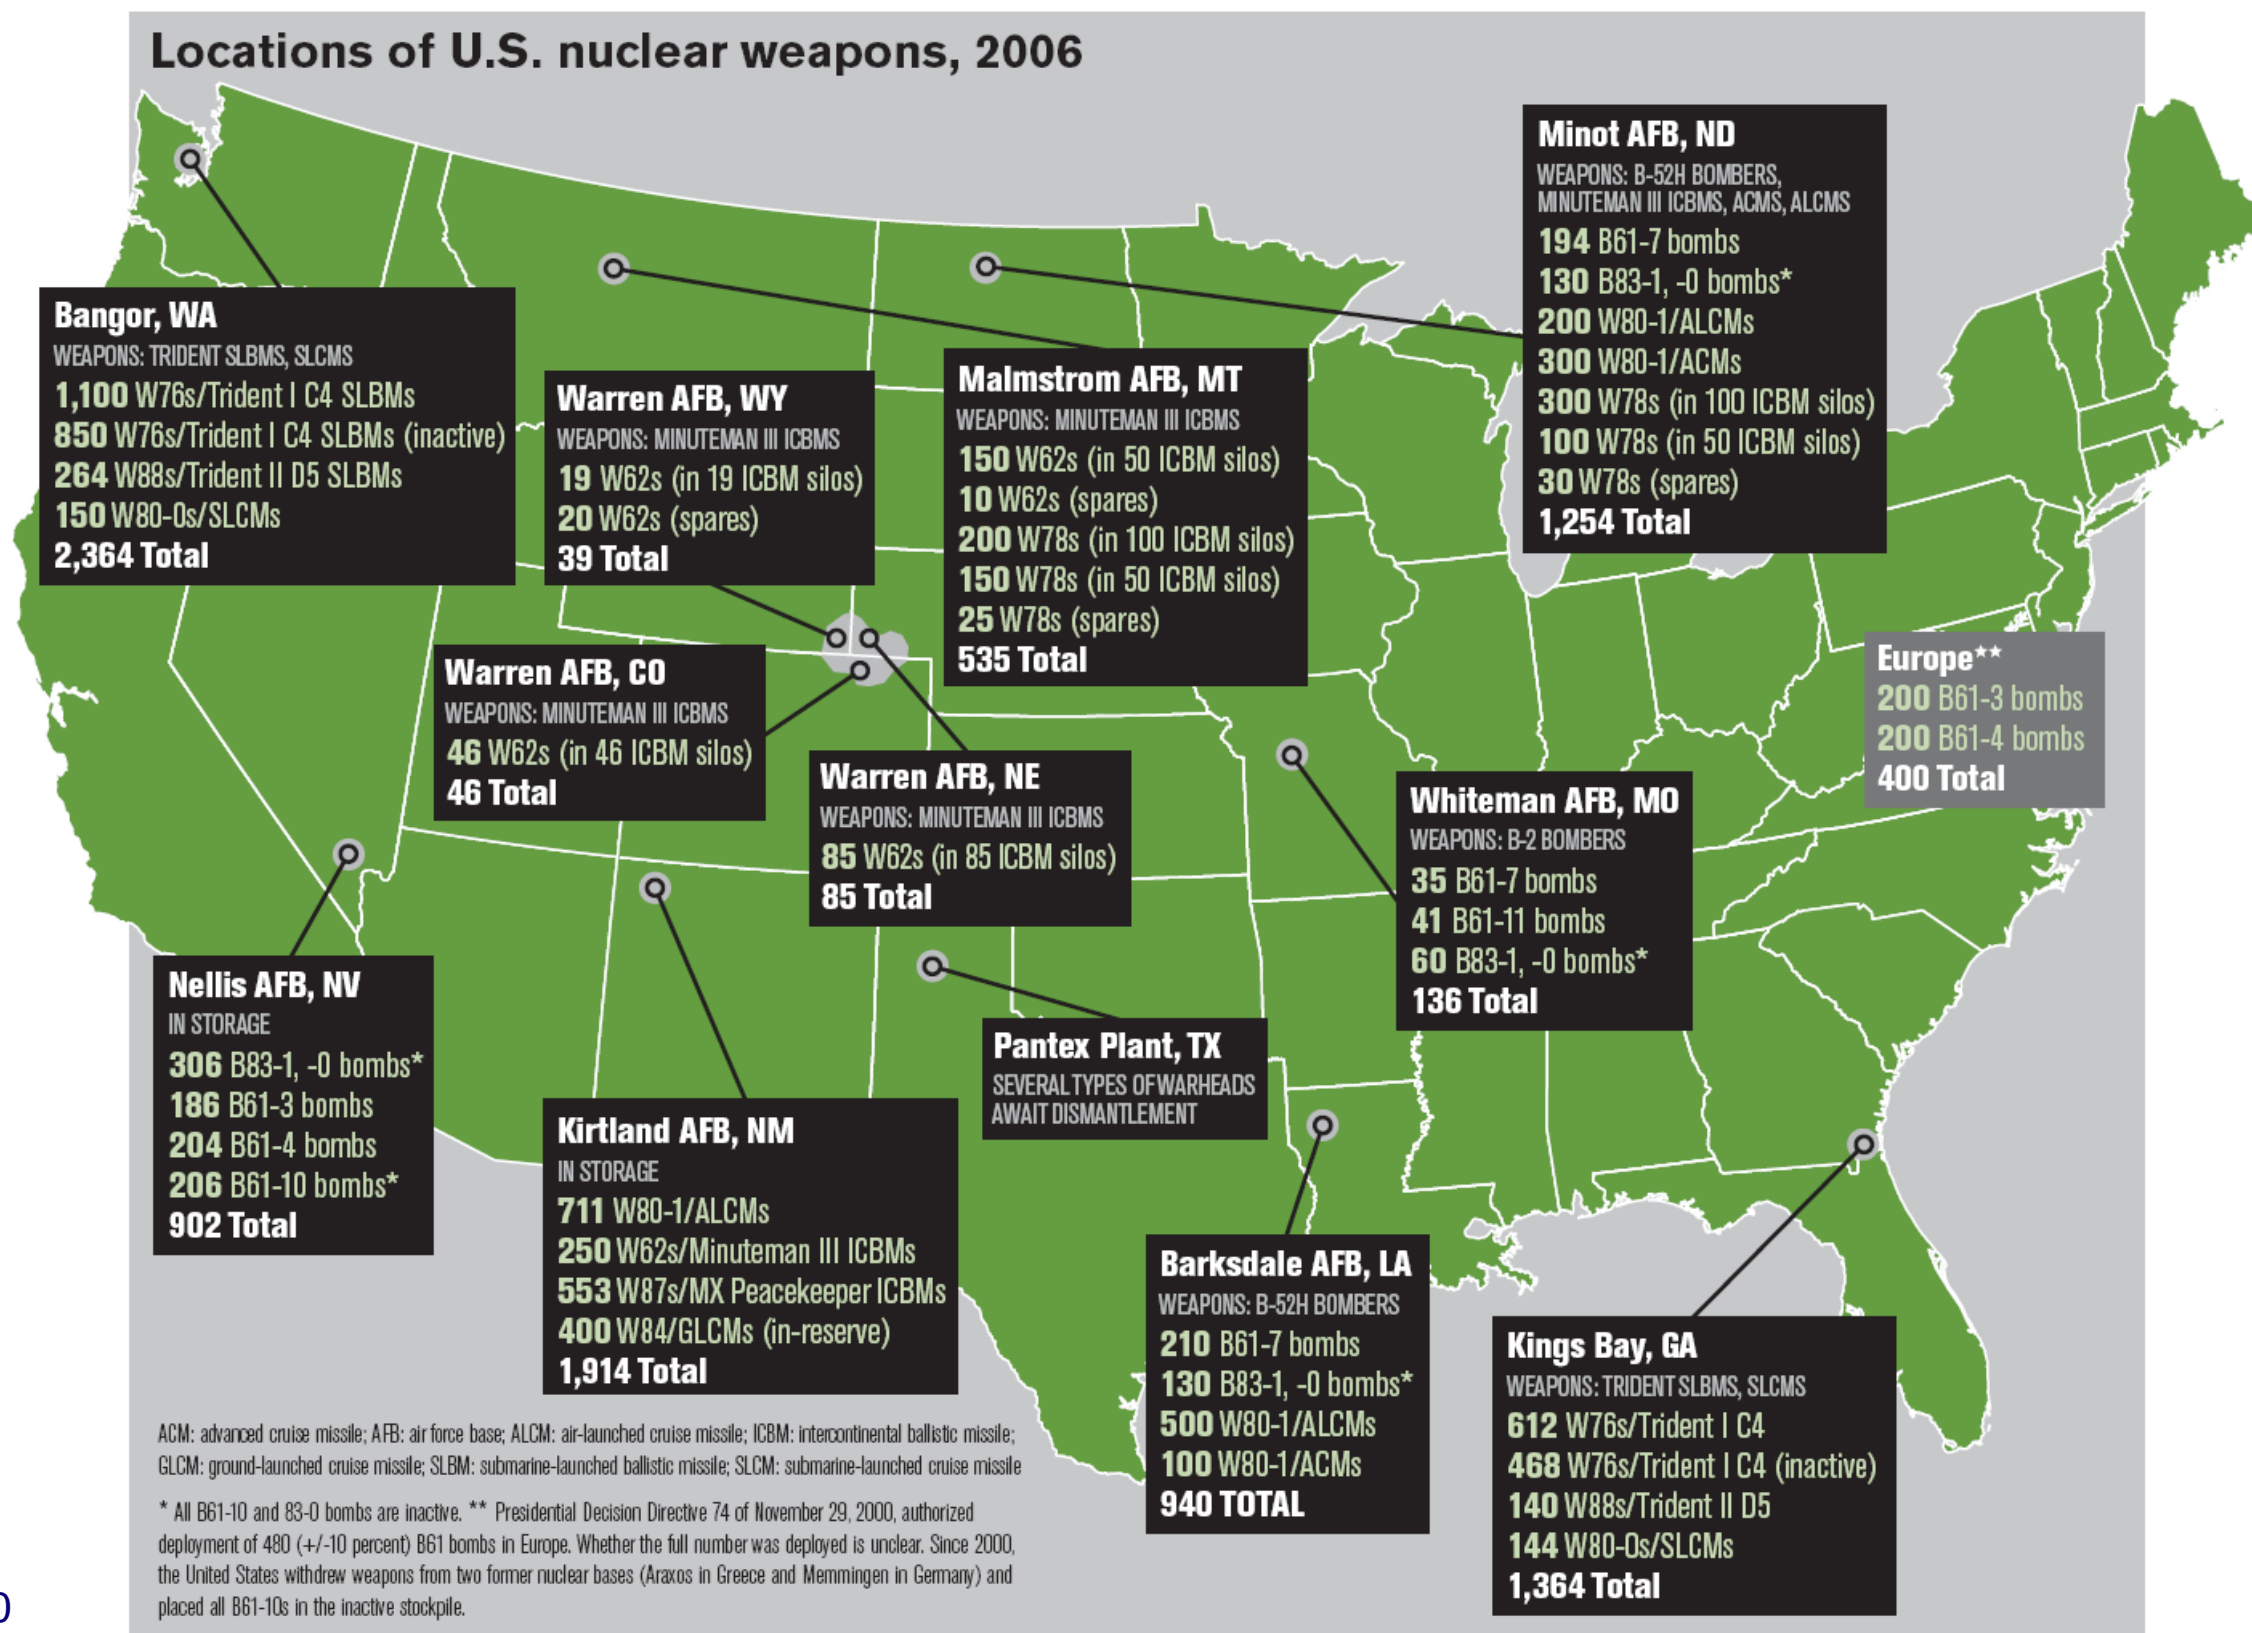 Locations of U.S. nuclear weapons, 2006
Minot AFB, ND
WEAPONS: B-52H BOMBERS,
MINUTEMAN III ICBMS, ACMS, ALCMS
194 B61-7 bombs
130 B83-1, -0 bombs*
200 W80-1/ALCMs
300 W80-1/ACMs
300 W78s (in 100 ICBM silos)
100 W78s (in 50 ICBM silos)
30 W78s (spares)
1,254 Total
Bangor, WA
WEAPONS: TRIDENT SLBMS, SLCMS
1,100 W76s/Trident I C4 SLBMs
850 W76s/Trident I C4 SLBMs (inactive)
264 W88s/Trident II D5 SLBMs
150 W80-0s/SLCMs
2,364 Total
Warren AFB, WY
WEAPONS: MINUTEMAN III ICBMS
19 W62s (in 19 ICBM silos)
20 W62s (spares)
39 Total
Malmstrom AFB, MT
WEAPONS: MINUTEMAN III ICBMS
150 W62s (in 50 ICBM silos)
10 W62s (spares)
200 W78s (in 100 ICBM silos)
150 W78s (in 50 ICBM silos)
25 W78s (spares)
535 Total
Europe**
200 B61-3 bombs
200 B61-4 bombs
400 Total
Warren AFB, CO
WEAPONS: MINUTEMAN III ICBMS
46 W62s (in 46 ICBM silos)
46 Total
Warren AFB, NE
WEAPONS: MINUTEMAN III ICBMS
85 W62s (in 85 ICBM silos)
85 Total
Whiteman AFB, MO
WEAPONS: B-2 BOMBERS
35 B61-7 bombs
41 B61-11 bombs
60 B83-1, -0 bombs*
136 Total
Nellis AFB, NV
IN STORAGE
306 B83-1, -0 bombs*
186 B61-3 bombs
204 B61-4 bombs
206 B61-10 bombs*
902 Total
Kirtland AFB, NM
IN STORAGE
711 W80-1/ALCMs
250 W62s/Minuteman III ICBMs
553 W87s/MX Peacekeeper ICBMs
400 W84/GLCMs (in-reserve)
1,914 Total
Pantex Plant, TX
SEVERAL TYPES OF WARHEADS
AWAIT DISMANTLEMENT
Barksdale AFB, LA
WEAPONS: B-52H BOMBERS
210 B61-7 bombs
130 B83-1, -0 bombs*
500 W80-1/ALCMs
100 W80-1/ACMs
940 TOTAL
Kings Bay, GA
WEAPONS: TRIDENT SLBMS, SLCMS
612 W76s/Trident I C4
468 W76s/Trident I C4 (inactive)
140 W88s/Trident II D5
144 W80-0s/SLCMs
1,364 Total
ACM: advanced cruise missile; AFB: air force base; ALCM: air-launched cruise missile; ICBM: intercontinental ballistic missile;
GLCM: ground-launched cruise missile; SLBM: submarine-launched ballistic missile; SLCM: submarine-launched cruise missile
* All B61-10 and 83-0 bombs are inactive. ** Presidential Decision Directive 74 of November 29, 2000, authorized
deployment of 480 (+/-10 percent) B61 bombs in Europe. Whether the full number was deployed is unclear. Since 2000,
the United States withdrew weapons from two former nuclear bases (Araxos in Greece and Memmingen in Germany) and
placed all B61-10s in the inactive stockpile.